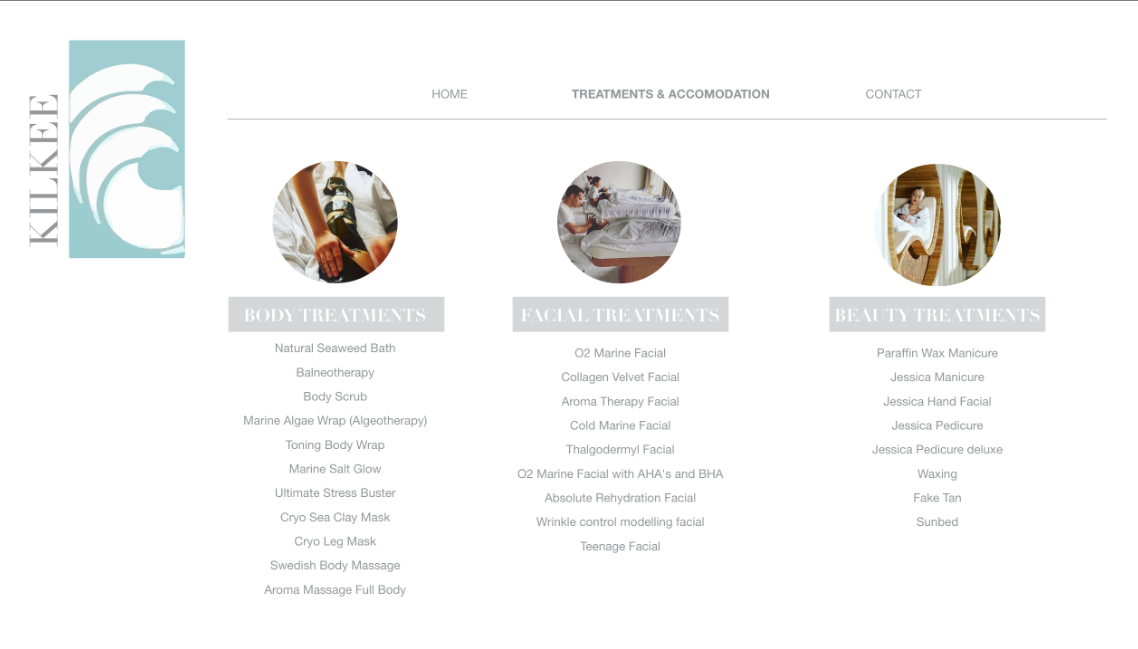 KILKEE
HOME
TREATMENTS & ACCOMODATION
CONTACT
BODY TREATMENTS
Natural Seaweed Bath
Balneotherapy
Body Scrub
Marine Algae Wrap (Algeotherapy)
Toning Body Wrap
Marine Salt Glow
Ultimate Stress Buster
Cryo Sea Clay Mask
Cryo Leg Mask
Swedish Body Massage
Aroma Massage Full Body
FACIAL TREATMENTS
O2 Marine Facial
Collagen Velvet Facial
Aroma Therapy Facial
Cold Marine Facial
Thalgodermyl Facial
O2 Marine Facial with AHA's and BHA
Absolute Rehydration Facial
Wrinkle control modelling facial
Teenage Facial
BEAUTY TREATMENTS
Paraffin Wax Manicure
Jessica Manicure
Jessica Hand Facial
Jessica Pedicure
Jessica Pedicure deluxe
Waxing
Fake Tan
Sunbed